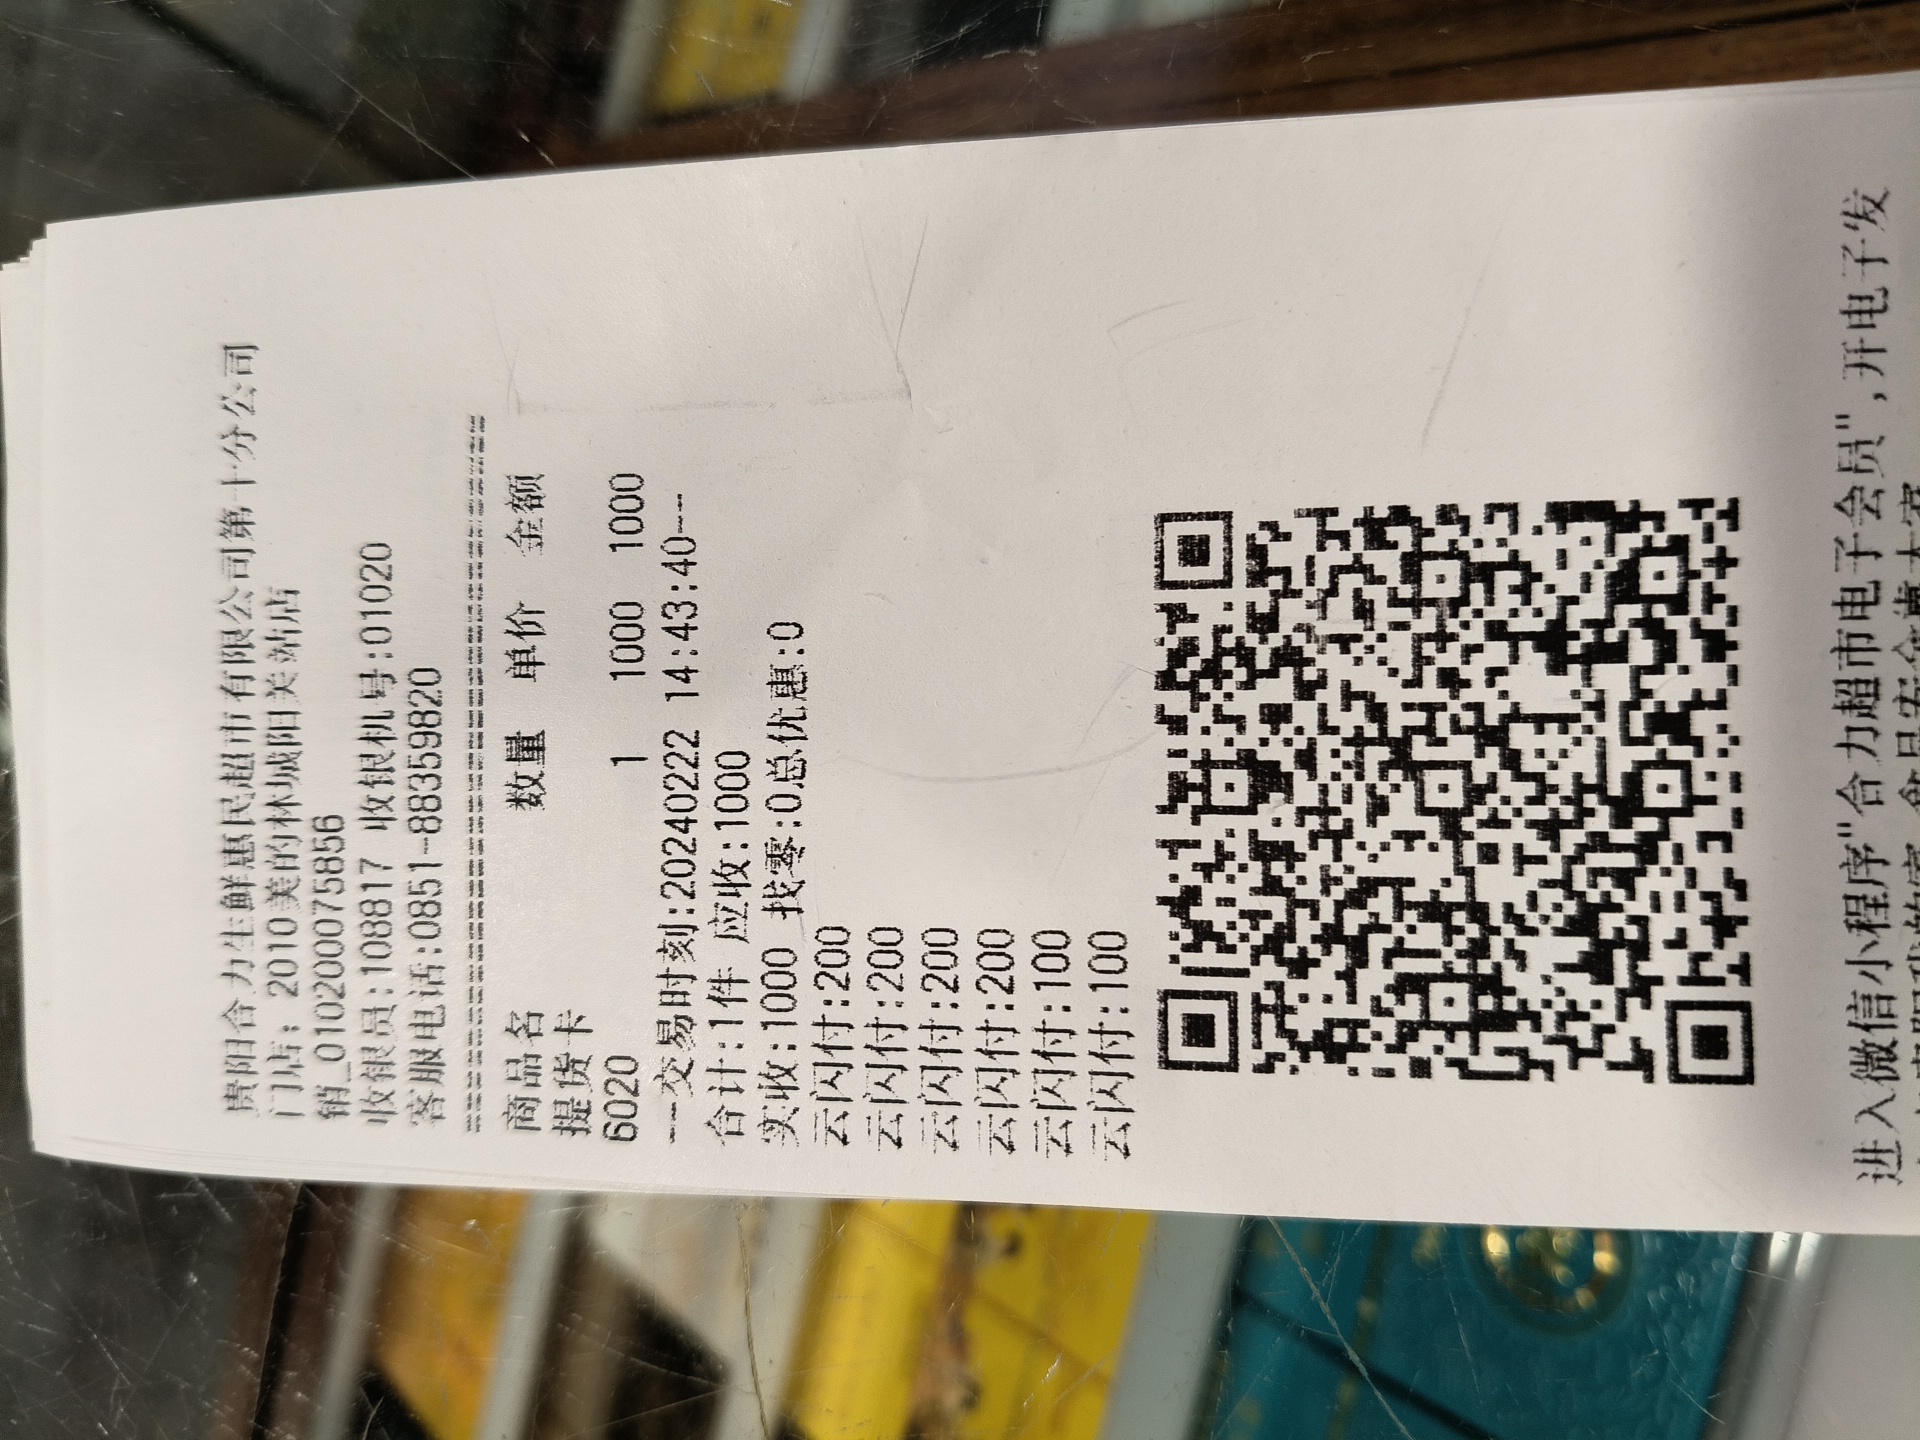 贵阳合力生鲜惠民超市有限公司第十分公司
门店: 2010美的林城阳关站店
销_010200075856
收银员:108817 收银机号:01020
客服电话:0851-88359820
商品名 数量 单价 金额
提货卡
6020 1 1000 1000
---交易时刻:20240222 14:43:40---
合计:1件 应收:1000
实收:1000 找零:0总优惠:0
云闪付:200
云闪付:200
云闪付:200
云闪付:200
云闪付:100
云闪付:100
进入微信小程序"合力超市电子会员",开电子发